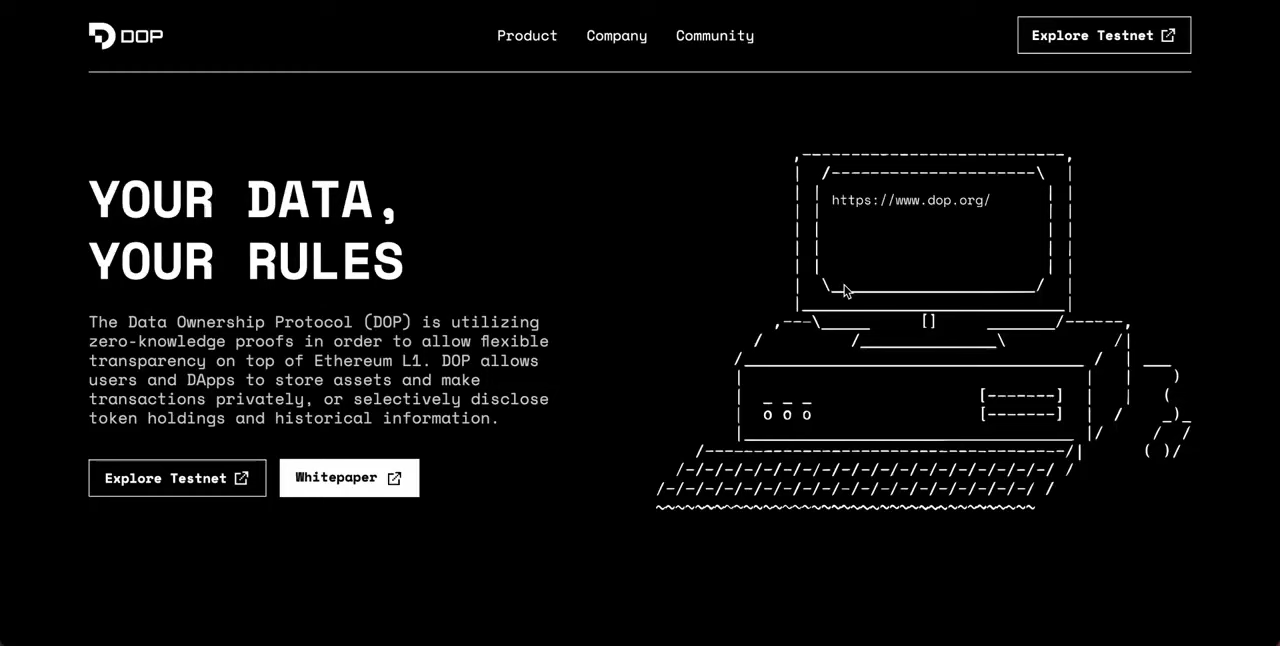 DOP
Product Company Community
Explore Testnet
YOUR DATA,
YOUR RULES
The Data Ownership Protocol (DOP) is utilizing
zero-knowledge proofs in order to allow flexible
transparency on top of Ethereum L1. DOP allows
users and DApps to store assets and make
transactions privately, or selectively disclose
token holdings and historical information.
Explore Testnet
Whitepaper
https://www.dop.org/